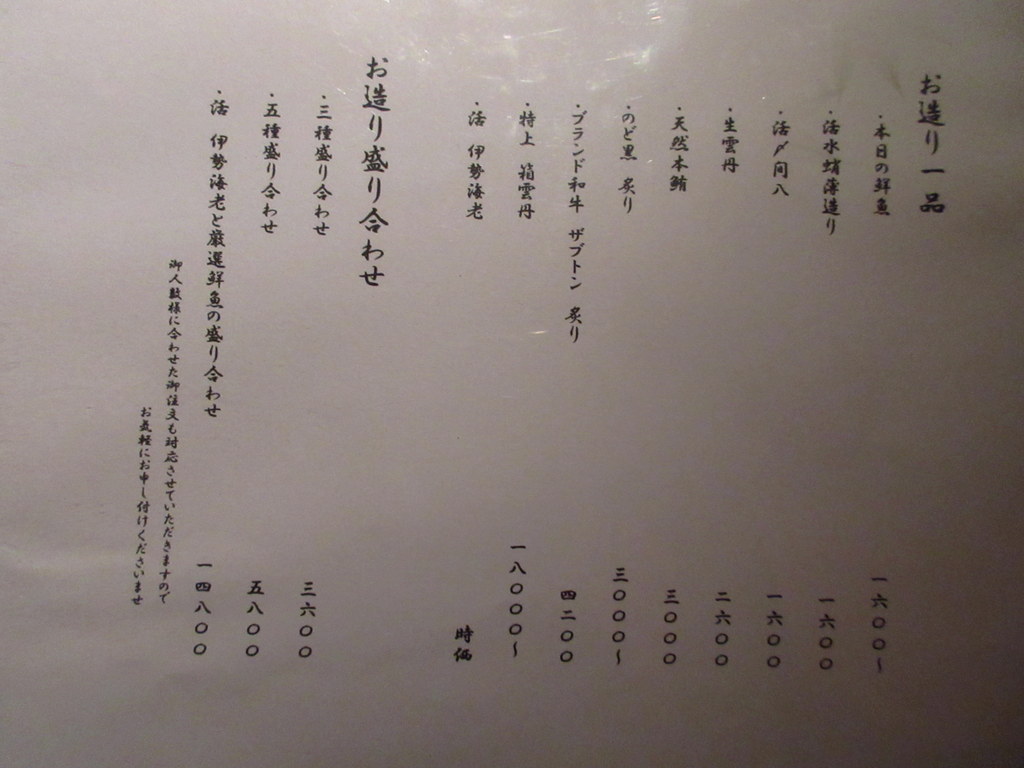 お造り一品
・本日の鮮魚 一六〇〇~
・活水蛸薄造り 一六〇〇
・活〆間八 一六〇〇
・生雲丹 二六〇〇
・天然本鮪 三〇〇〇
・のど黒 炙り 三〇〇〇~
・ブランド和牛 ザブトン 炙り 四二〇〇
・特上 箱雲丹 一八〇〇〇~
・活 伊勢海老 時価
お造り盛り合わせ
・三種盛り合わせ 三六〇〇
・五種盛り合わせ 五八〇〇
・活 伊勢海老と厳選鮮魚の盛り合わせ 一四八〇〇
御人数様に合わせた御注文も対応させていただきますので
お気軽にお申し付けくださいませ